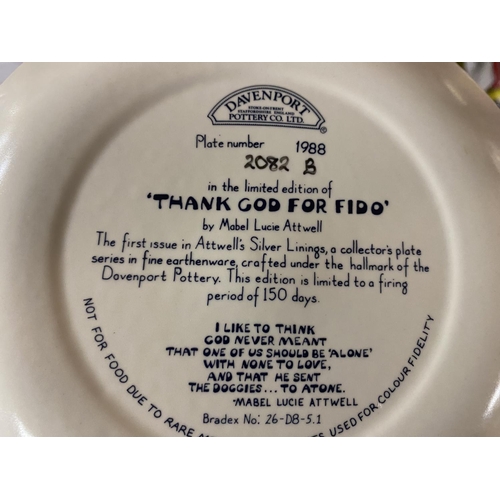 DAVENPORT
STOKE-ON-TRENT
STAFFORDSHIRE ENGLAND
POTTERY CO. LTD.
Plate number 1988
2082 B
in the limited edition of
'THANK GOD FOR FIDO'
by Mabel Lucie Attwell
The first issue in Attwell's Silver Linings, a collector's plate
series in fine earthenware, crafted under the hallmark of the
Davenport Pottery. This edition is limited to a firing
period of 150 days.
I LIKE TO THINK
GOD NEVER MEANT
THAT ONE OF US SHOULD BE 'ALONE'
WITH NONE TO LOVE,
AND THAT HE SENT
THE DOGGIES... TO ATONE.
-MABEL LUCIE ATTWELL
Bradex No: 26-D8-5.1
NOT FOR FOOD DUE TO RARE USED FOR COLOUR FIDELITY